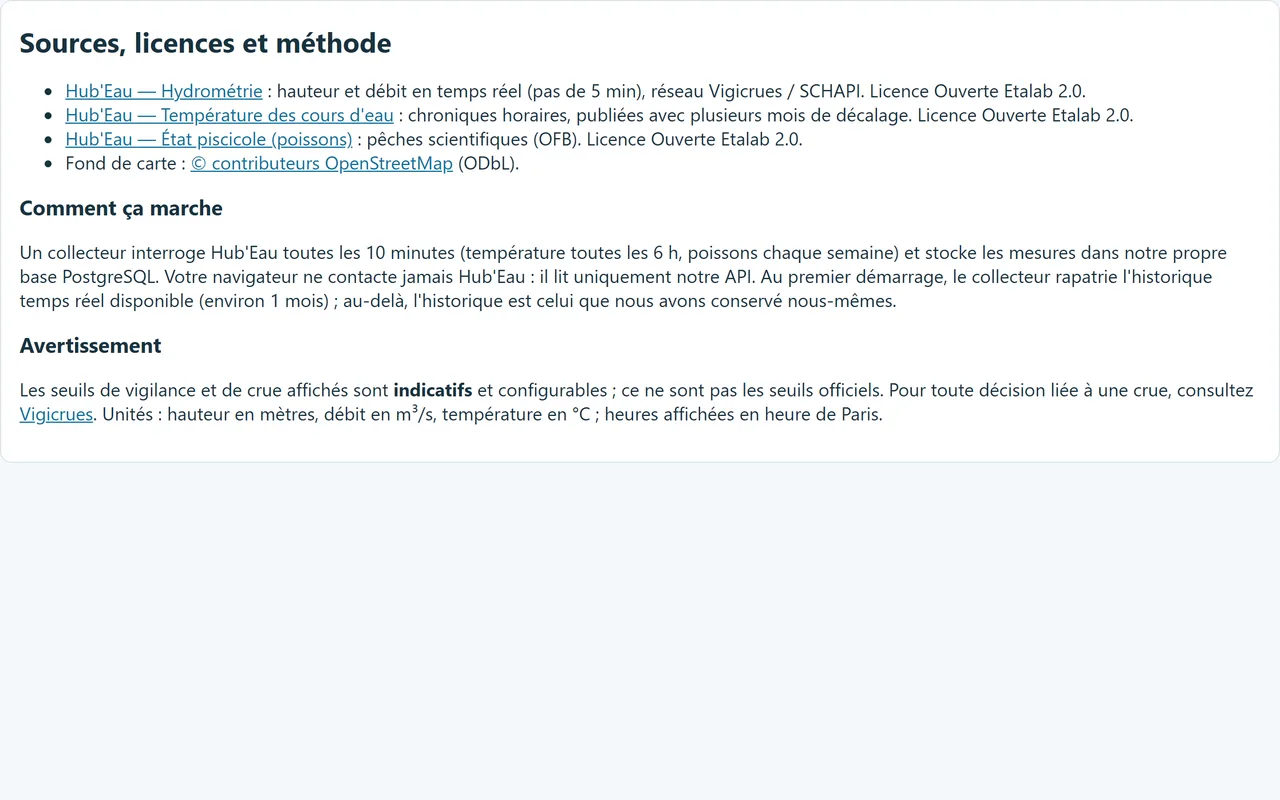 Sources, licences et méthode
Hub'Eau — Hydrométrie : hauteur et débit en temps réel (pas de 5 min), réseau Vigicrues / SCHAPI. Licence Ouverte Etalab 2.0.
Hub'Eau — Température des cours d'eau : chroniques horaires, publiées avec plusieurs mois de décalage. Licence Ouverte Etalab 2.0.
Hub'Eau — État piscicole (poissons) : pêches scientifiques (OFB). Licence Ouverte Etalab 2.0.
Fond de carte : © contributeurs OpenStreetMap (ODbL).
Comment ça marche
Un collecteur interroge Hub'Eau toutes les 10 minutes (température toutes les 6 h, poissons chaque semaine) et stocke les mesures dans notre propre
base PostgreSQL. Votre navigateur ne contacte jamais Hub'Eau : il lit uniquement notre API. Au premier démarrage, le collecteur rapatrie l'historique
temps réel disponible (environ 1 mois) ; au-delà, l'historique est celui que nous avons conservé nous-mêmes.
Avertissement
Les seuils de vigilance et de crue affichés sont indicatifs et configurables ; ce ne sont pas les seuils officiels. Pour toute décision liée à une crue, consultez
Vigicrues. Unités : hauteur en mètres, débit en m³/s, température en °C ; heures affichées en heure de Paris.